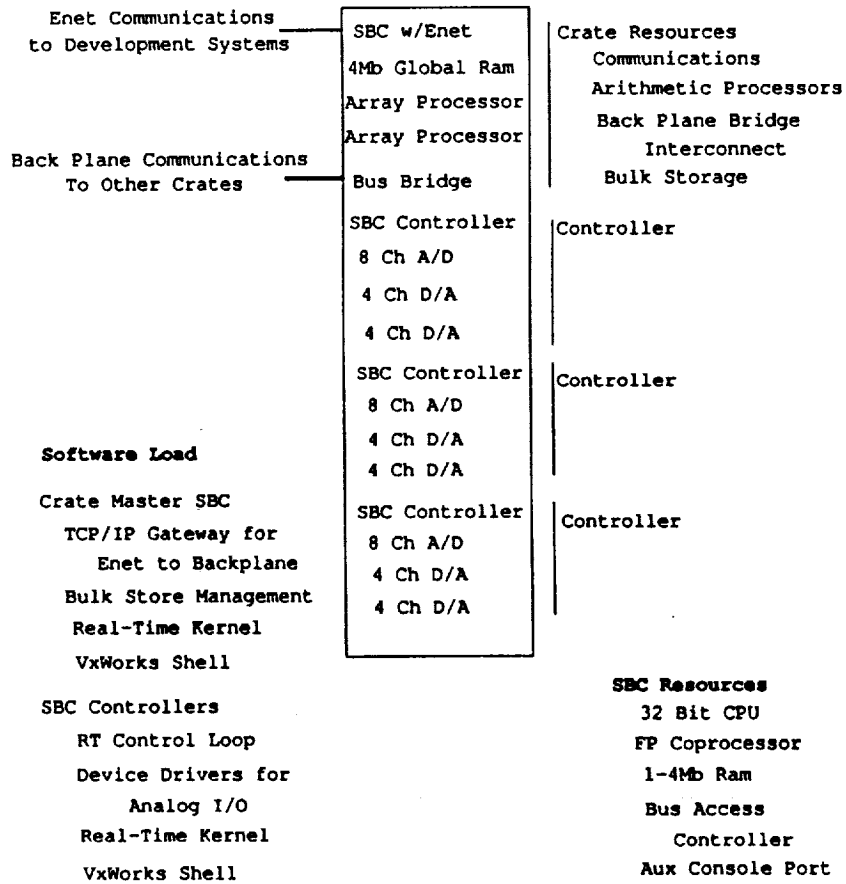 Enet Communications
to Development Systems
SBC w/Enet
4Mb Global Ram
Array Processor
Array Processor
Back Plane Communications
To Other Crates
Bus Bridge
Crate Resources
Communications
Arithmetic Processors
Back Plane Bridge
Interconnect
Bulk Storage
SBC Controller
8 Ch A/D
4 Ch D/A
4 Ch D/A
Controller
SBC Controller
8 Ch A/D
4 Ch D/A
4 Ch D/A
Controller
SBC Controller
8 Ch A/D
4 Ch D/A
4 Ch D/A
Controller
Software Load
Crate Master SBC
TCP/IP Gateway for
Enet to Backplane
Bulk Store Management
Real-Time Kernel
VxWorks Shell
SBC Controllers
RT Control Loop
Device Drivers for
Analog I/O
Real-Time Kernel
VxWorks Shell
SBC Resources
32 Bit CPU
FP Coprocessor
1-4Mb Ram
Bus Access
Controller
Aux Console Port